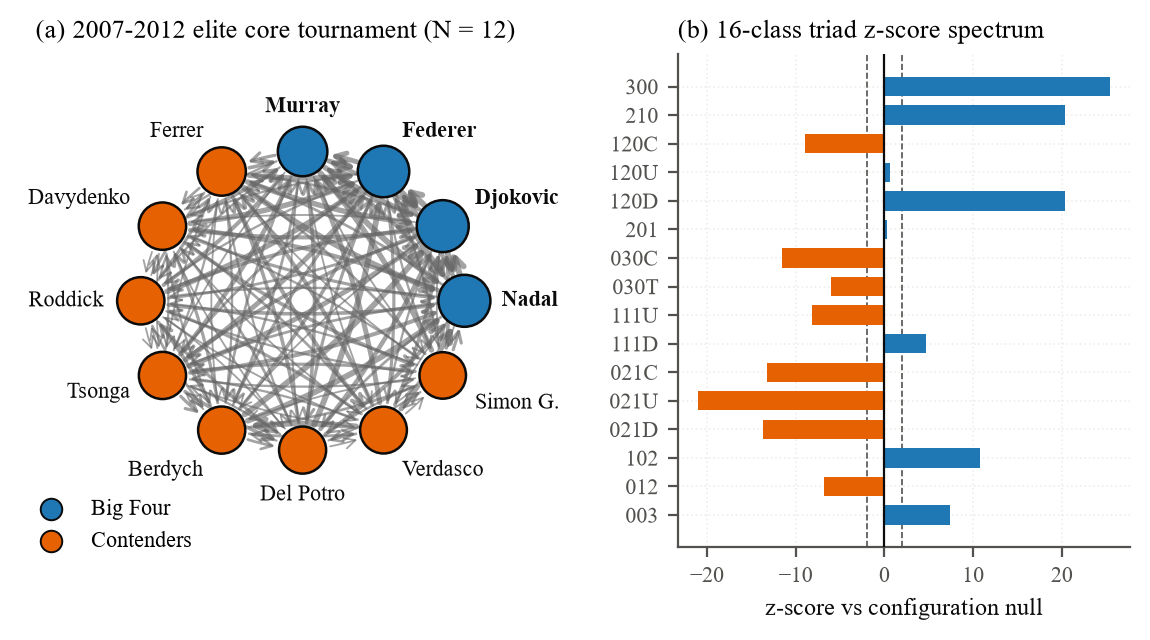 (a) 2007-2012 elite core tournament (N = 12)
Murray
Ferrer
Federer
Davydenko
Djokovic
Roddick
Nadal
Tsonga
Simon G.
Berdych
Verdasco
Del Potro
Big Four
Contenders
(b) 16-class triad z-score spectrum
300
210
120C
120U
120D
201
030C
030T
111U
111D
021C
021U
021D
102
012
003
−20 −10 0 10 20
z-score vs configuration null